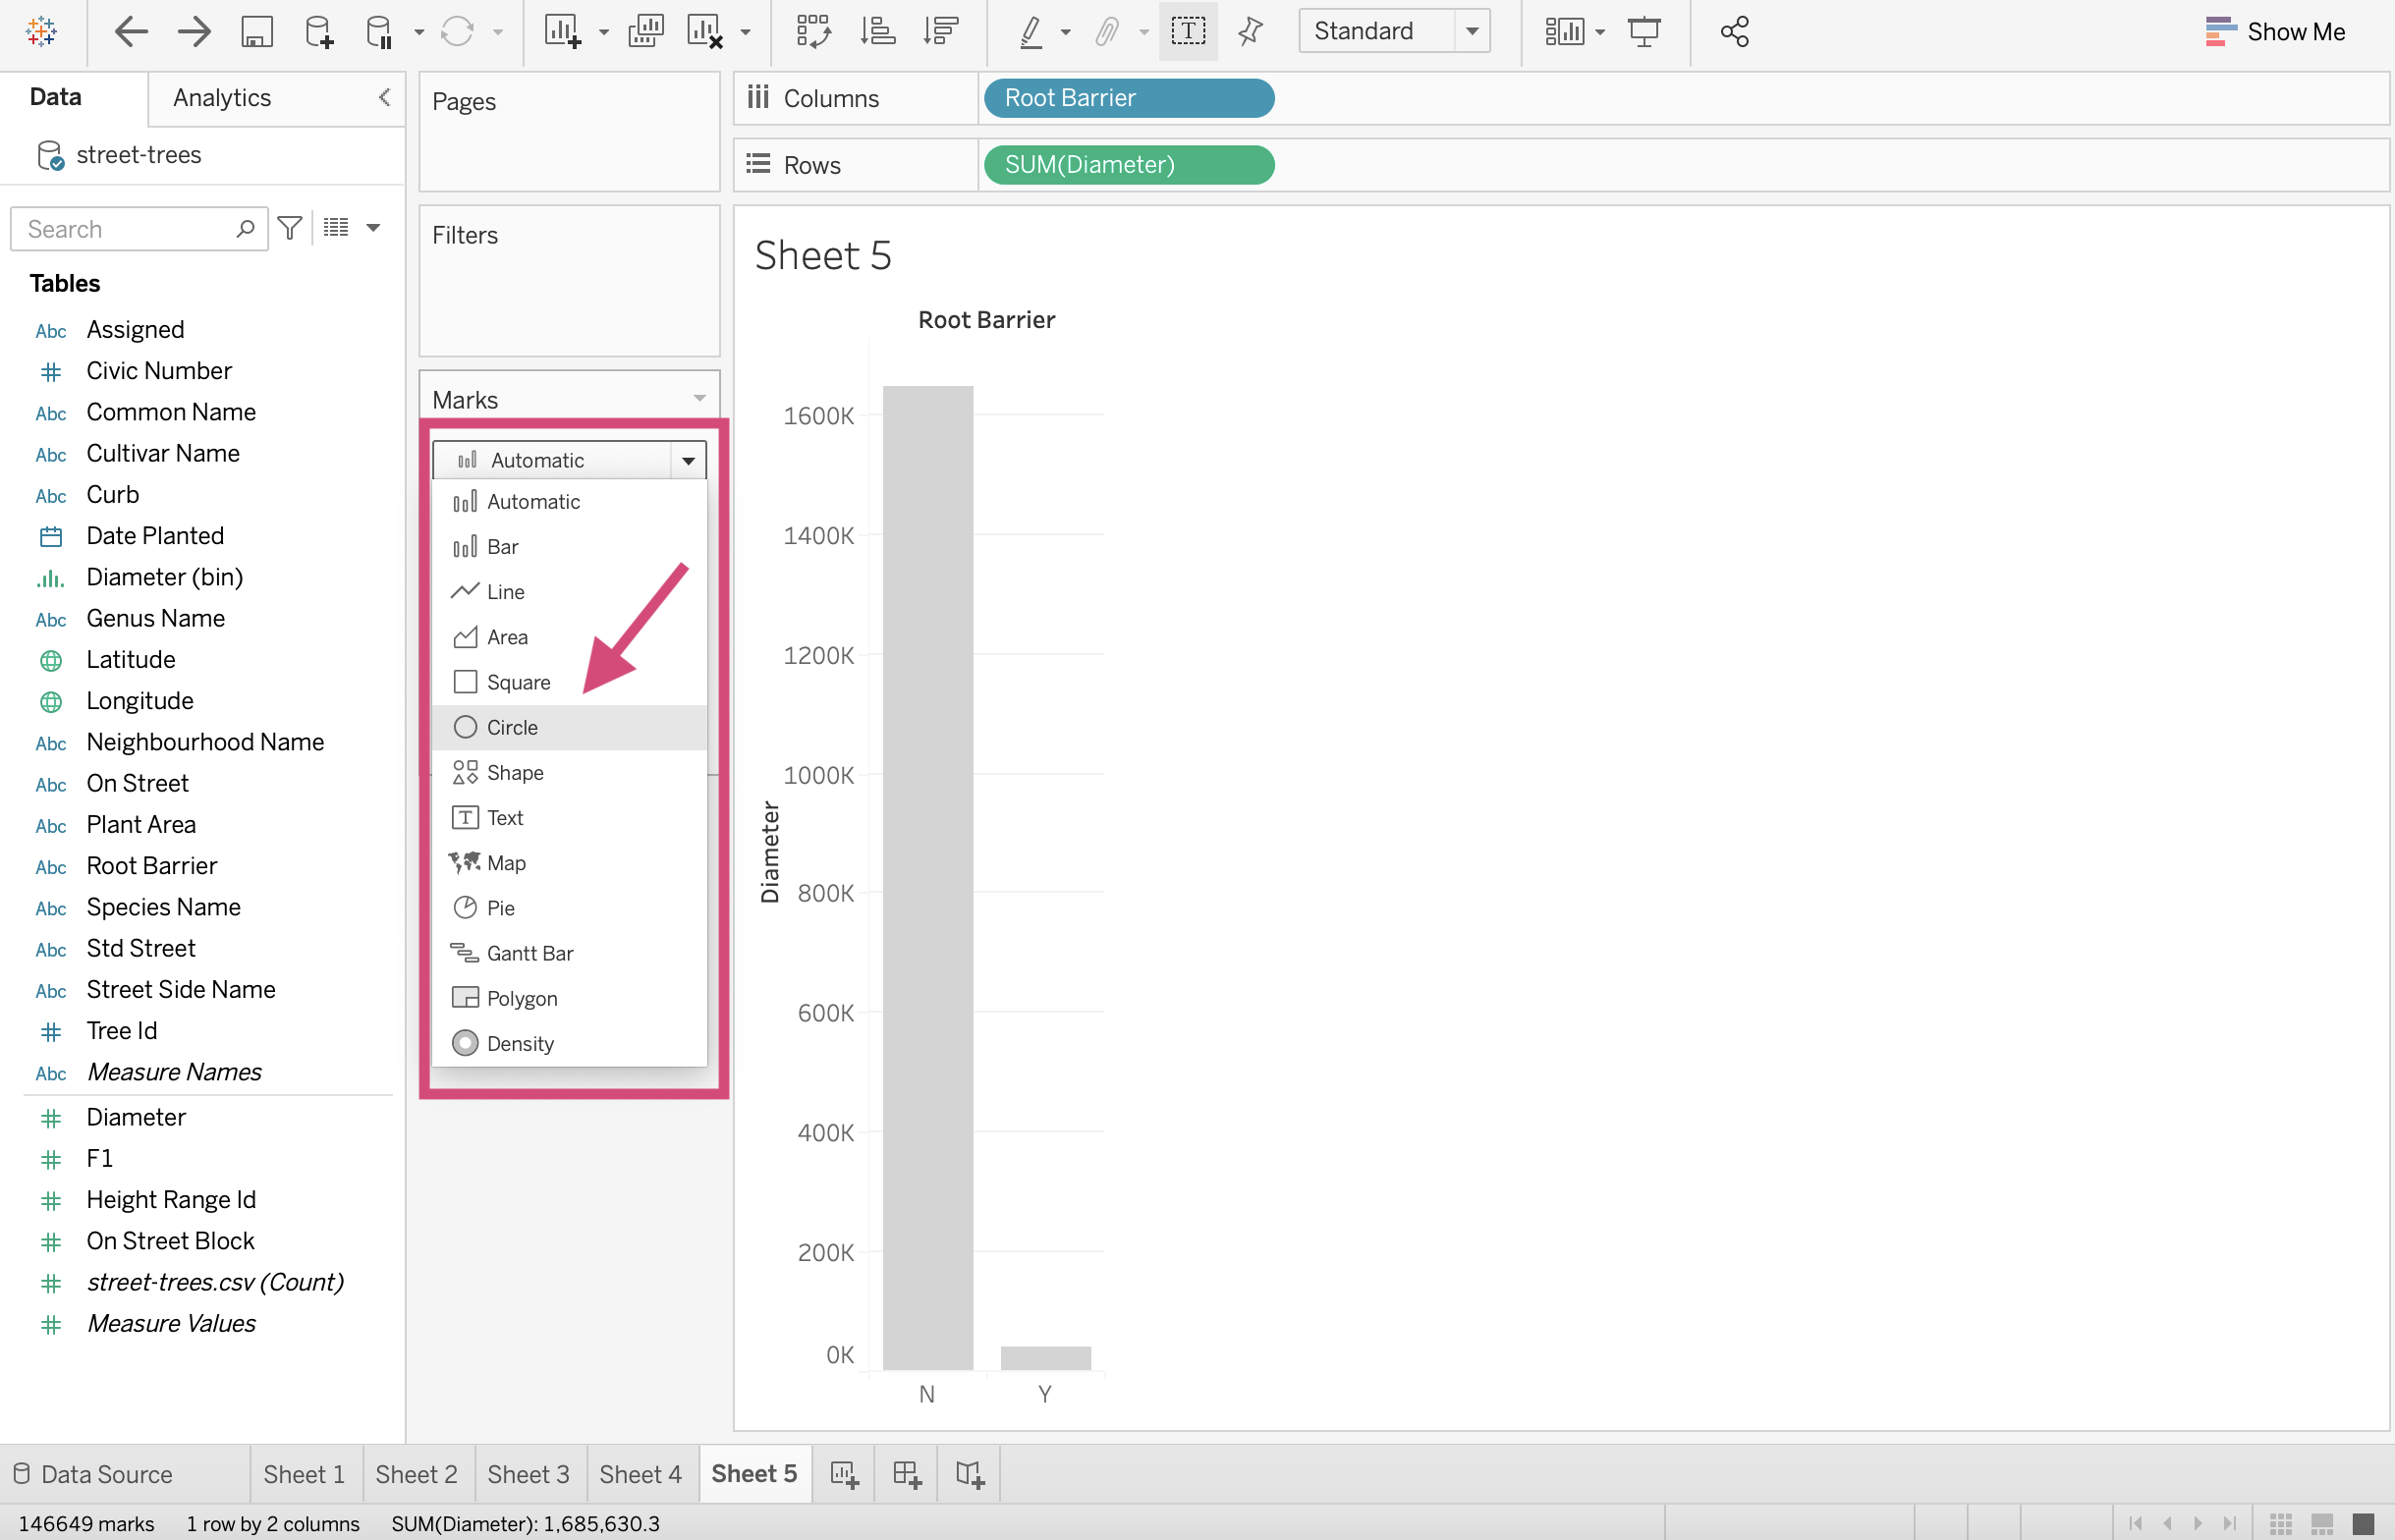 Standard
Show Me
Data
Analytics
street-trees
Search
Tables
Abc Assigned
Civic Number
Abc Common Name
Abc Cultivar Name
Abc Curb
Date Planted
Diameter (bin)
Abc Genus Name
Latitude
Longitude
Abc Neighbourhood Name
Abc On Street
Abc Plant Area
Abc Root Barrier
Abc Species Name
Abc Std Street
Abc Street Side Name
Tree Id
Abc Measure Names
Diameter
F1
Height Range Id
On Street Block
street-trees.csv (Count)
Measure Values
Pages
Filters
Marks
Automatic
Automatic
Bar
Line
Area
Square
Circle
Shape
Text
Map
Pie
Gantt Bar
Polygon
Density
Columns
Root Barrier
Rows
SUM(Diameter)
Sheet 5
Root Barrier
1600K
1400K
1200K
1000K
800K
600K
400K
200K
0K
Diameter
N
Y
Data Source
Sheet 1
Sheet 2
Sheet 3
Sheet 4
Sheet 5
146649 marks
1 row by 2 columns
SUM(Diameter): 1,685,630.3